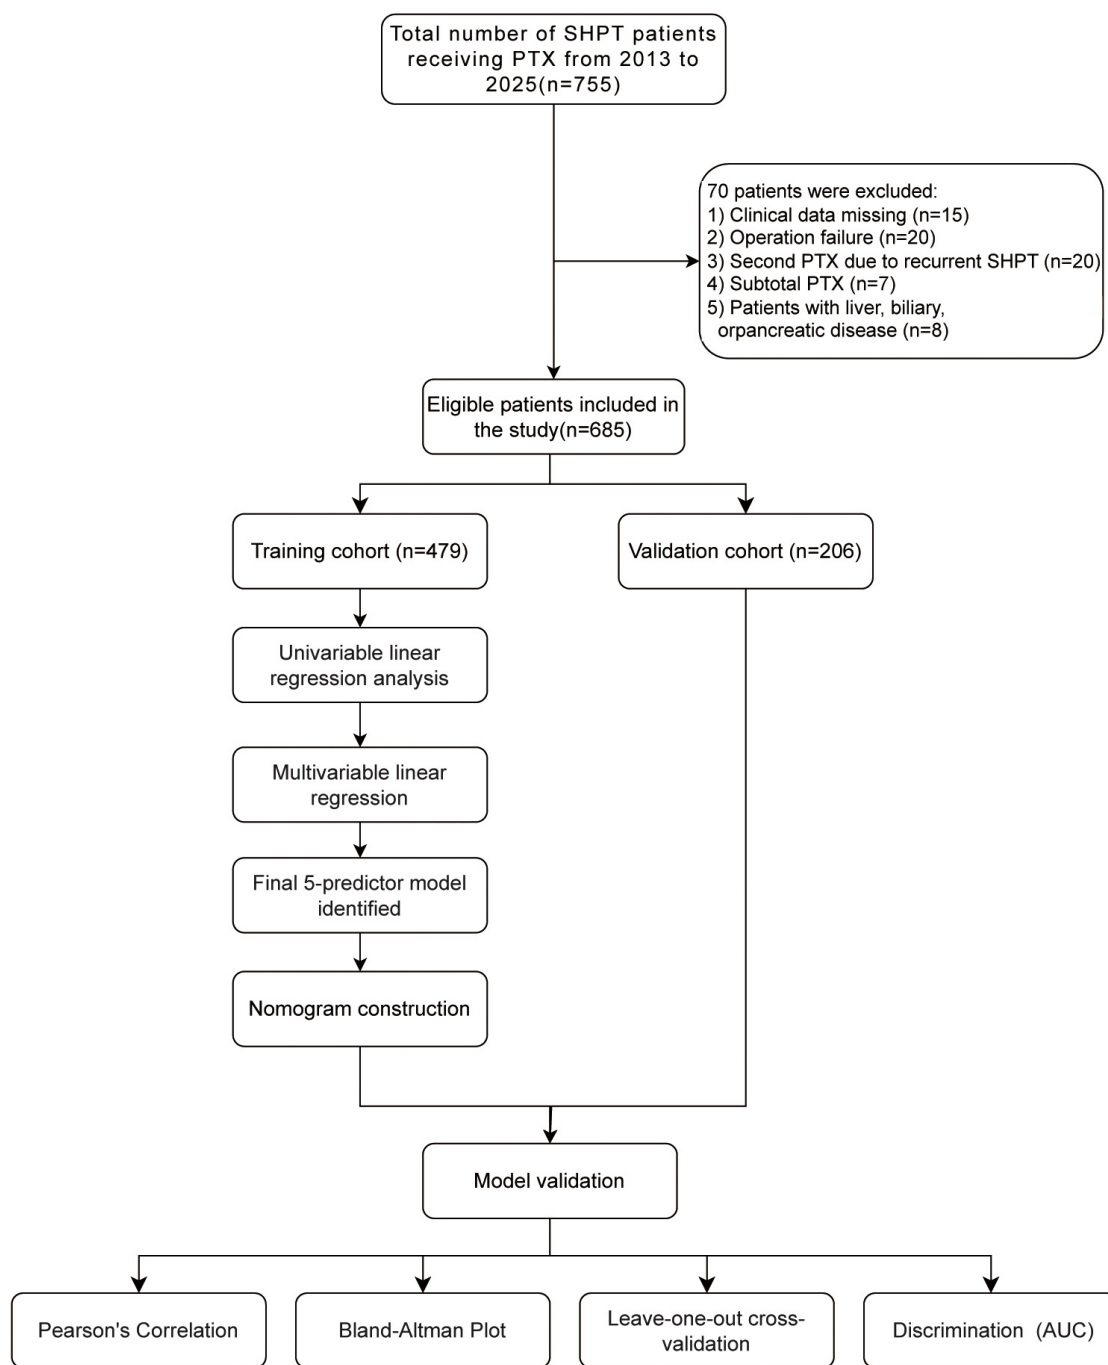 Total number of SHPT patients
receiving PTX from 2013 to
2025(n=755)
70 patients were excluded:
1) Clinical data missing (n=15)
2) Operation failure (n=20)
3) Second PTX due to recurrent SHPT (n=20)
4) Subtotal PTX (n=7)
5) Patients with liver, biliary,
orpancreatic disease (n=8)
Eligible patients included in
the study(n=685)
Training cohort (n=479)
Validation cohort (n=206)
Univariable linear
regression analysis
Multivariable linear
regression
Final 5-predictor model
identified
Nomogram construction
Model validation
Pearson's Correlation
Bland-Altman Plot
Leave-one-out cross-
validation
Discrimination (AUC)